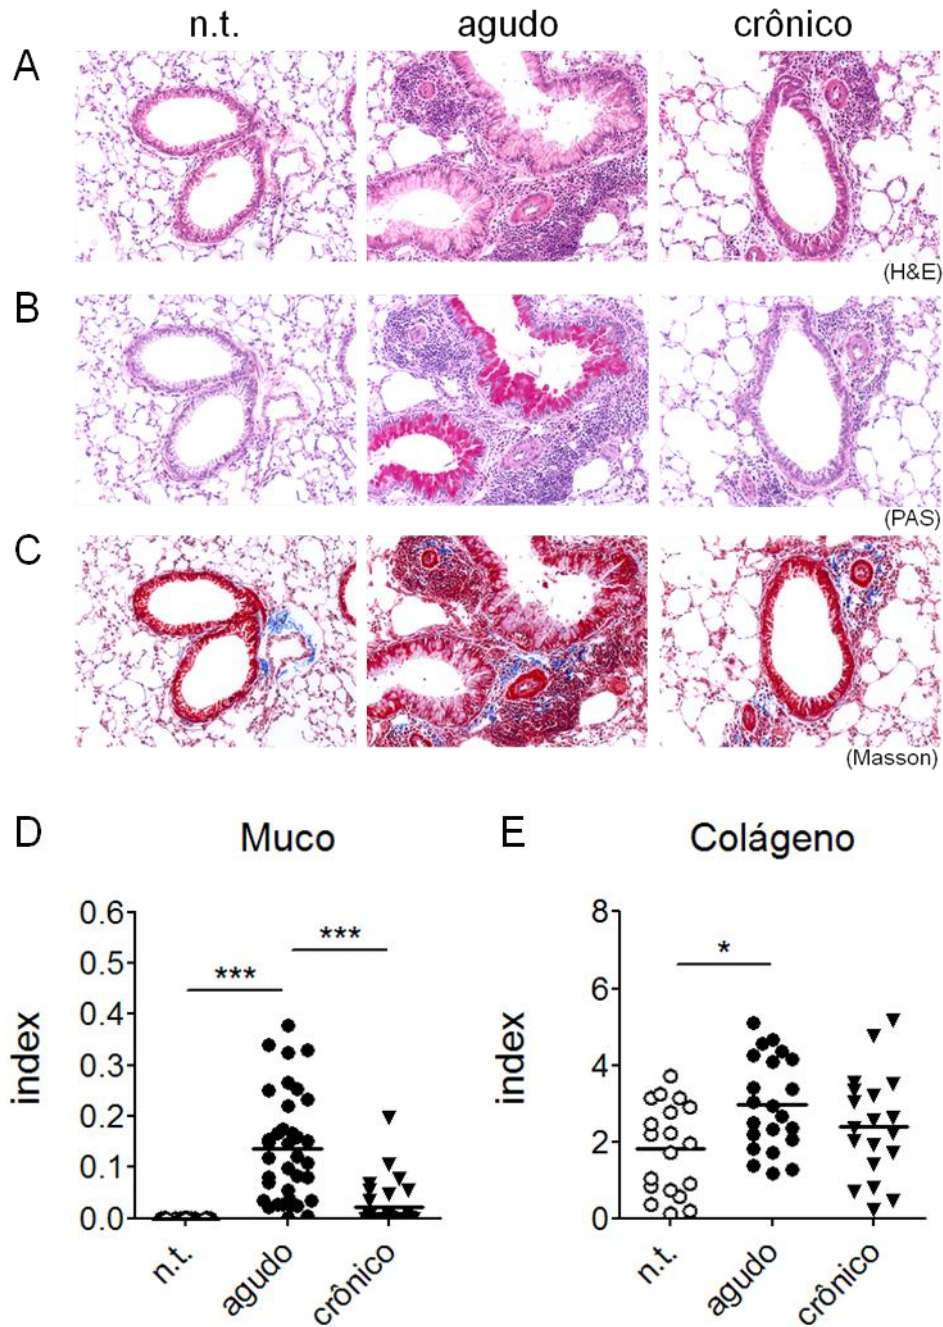 n.t. agudo crônico
A
(H&E)
B
(PAS)
C
(Masson)
D Muco
0.6
0.5
0.4
0.3
0.2
0.1
0.0
index
***
***
n.t. agudo crônico
E Colágeno
8
6
4
2
0
index
*
n.t. agudo crônico